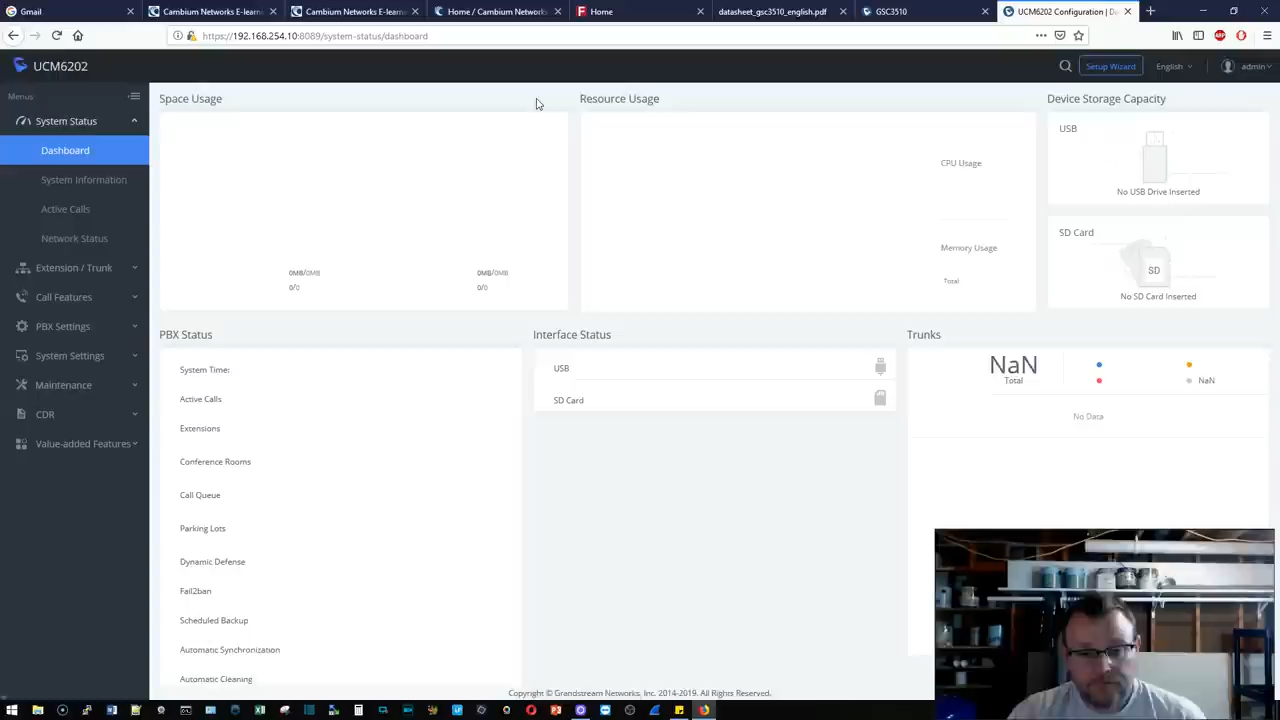 Gmail
Cambium Networks E-learn
Cambium Networks E-learn
Home / Cambium Networks
Home
datasheet_gsc3510_english.pdf
GSC3510
UCM6202 Configuration | Da
https://192.168.254.10:8089/system-status/dashboard
UCM6202
Setup Wizard
English
admin
Menus
System Status
Dashboard
System Information
Active Calls
Network Status
Extension / Trunk
Call Features
PBX Settings
System Settings
Maintenance
CDR
Value-added Features
Space Usage
0MB/0MB
0/0
0MB/0MB
0/0
Resource Usage
CPU Usage
Memory Usage
Total
Device Storage Capacity
USB
No USB Drive Inserted
SD Card
SD
No SD Card Inserted
PBX Status
System Time:
Active Calls
Extensions
Conference Rooms
Call Queue
Parking Lots
Dynamic Defense
Fail2ban
Scheduled Backup
Automatic Synchronization
Automatic Cleaning
Interface Status
USB
SD Card
Trunks
NaN
Total
NaN
No Data
Copyright © Grandstream Networks, Inc. 2014-2019. All Rights Reserved.